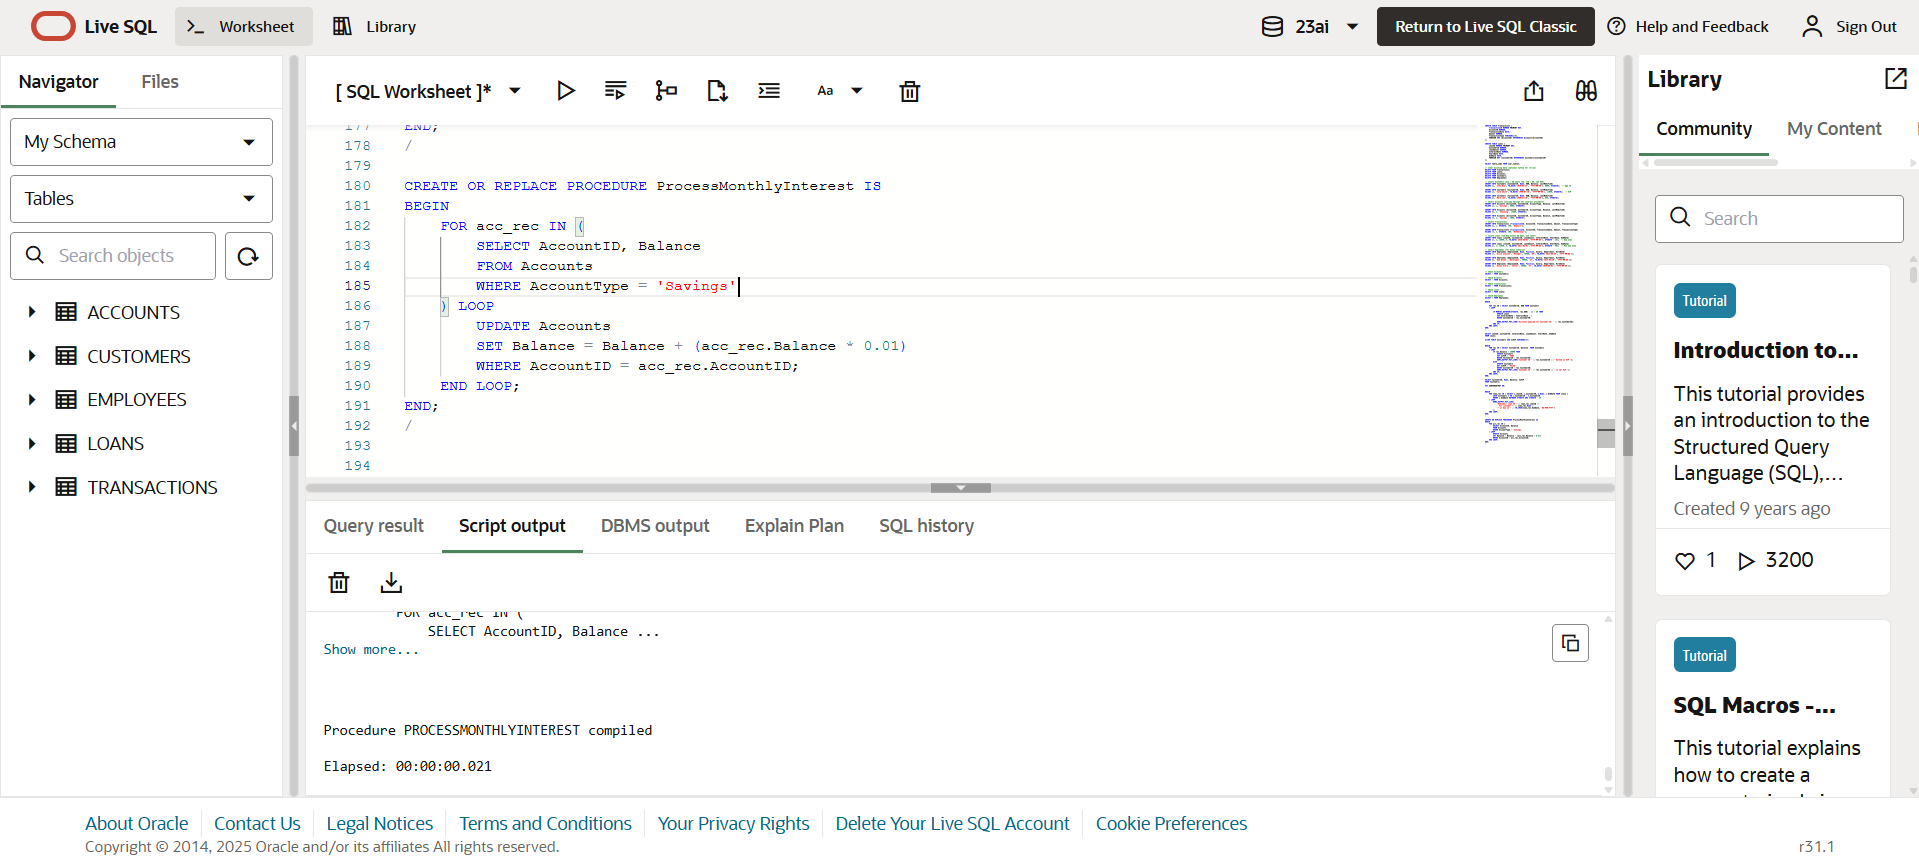 Live SQL
Worksheet
Library
23ai
Return to Live SQL Classic
Help and Feedback
Sign Out
Navigator
Files
My Schema
Tables
Search objects
ACCOUNTS
CUSTOMERS
EMPLOYEES
LOANS
TRANSACTIONS
[ SQL Worksheet ]*
Aa
177 END;
178 /
179
180 CREATE OR REPLACE PROCEDURE ProcessMonthlyInterest IS
181 BEGIN
182 FOR acc_rec IN (
183 SELECT AccountID, Balance
184 FROM Accounts
185 WHERE AccountType = 'Savings'
186 ) LOOP
187 UPDATE Accounts
188 SET Balance = Balance + (acc_rec.Balance * 0.01)
189 WHERE AccountID = acc_rec.AccountID;
190 END LOOP;
191 END;
192 /
193
194
Query result
Script output
DBMS output
Explain Plan
SQL history
FOR acc_rec IN (
SELECT AccountID, Balance ...
Show more...
Procedure PROCESSMONTHLYINTEREST compiled
Elapsed: 00:00:00.021
Library
Community
My Content
Search
Tutorial
Introduction to...
This tutorial provides
an introduction to the
Structured Query
Language (SQL),...
Created 9 years ago
1
3200
Tutorial
SQL Macros -...
This tutorial explains
how to create a
About Oracle
Contact Us
Legal Notices
Terms and Conditions
Your Privacy Rights
Delete Your Live SQL Account
Cookie Preferences
Copyright © 2014, 2025 Oracle and/or its affiliates All rights reserved.
r31.1